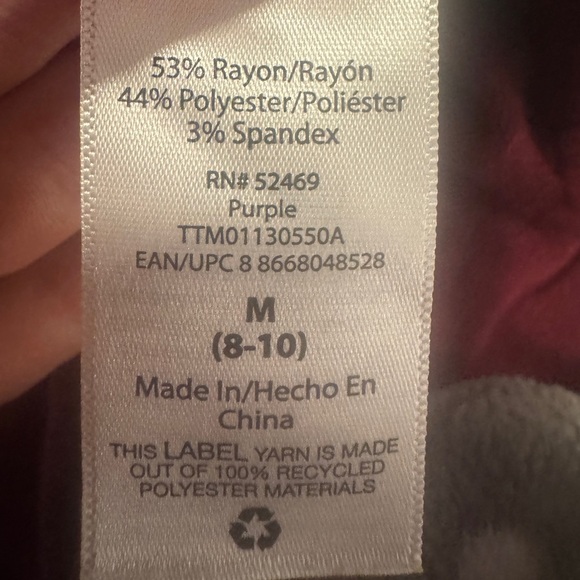 53% Rayon/Rayón
44% Polyester/Poliéster
3% Spandex
RN# 52469
Purple
TTM01130550A
EAN/UPC 8 8668048528
M
(8-10)
Made In/Hecho En
China
THIS LABEL YARN IS MADE
OUT OF 100% RECYCLED
POLYESTER MATERIALS